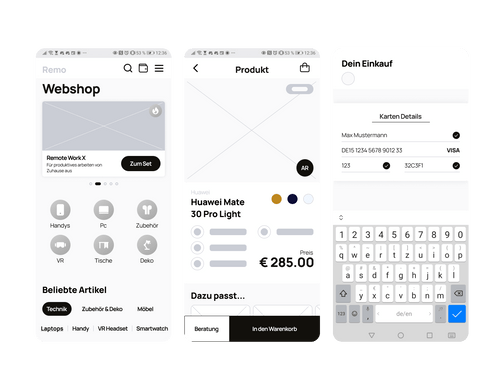 12:36
Remo
Webshop
Remote Work X
Für produktives arbeiten von
Zuhause aus
Zum Set
Handys
Pc
Zubehör
VR
Tische
Deko
Beliebte Artikel
Technik
Zubehör & Deko
Möbel
Laptops
Handy
VR Headset
Smartwatch
12:36
Produkt
AR
Huawei
Huawei Mate
30 Pro Light
Preis
€ 285.00
Dazu passt...
Beratung
In den Warenkorb
Dein Einkauf
Karten Details
Max Mustermann
DE15 1234 5678 9012 33
VISA
123
32C3F1
1 2 3 4 5 6 7 8 9 0
q w e r t z u i o p
a s d f g h j k l
y x c v b n m
123
de/en